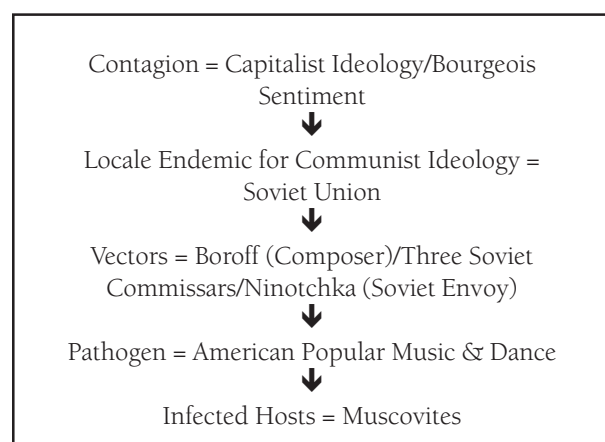 Contagion = Capitalist Ideology/Bourgeois
Sentiment
Locale Endemic for Communist Ideology =
Soviet Union
Vectors = Boroff (Composer)/Three Soviet
Commissars/Ninotchka (Soviet Envoy)
Pathogen = American Popular Music & Dance
Infected Hosts = Muscovites